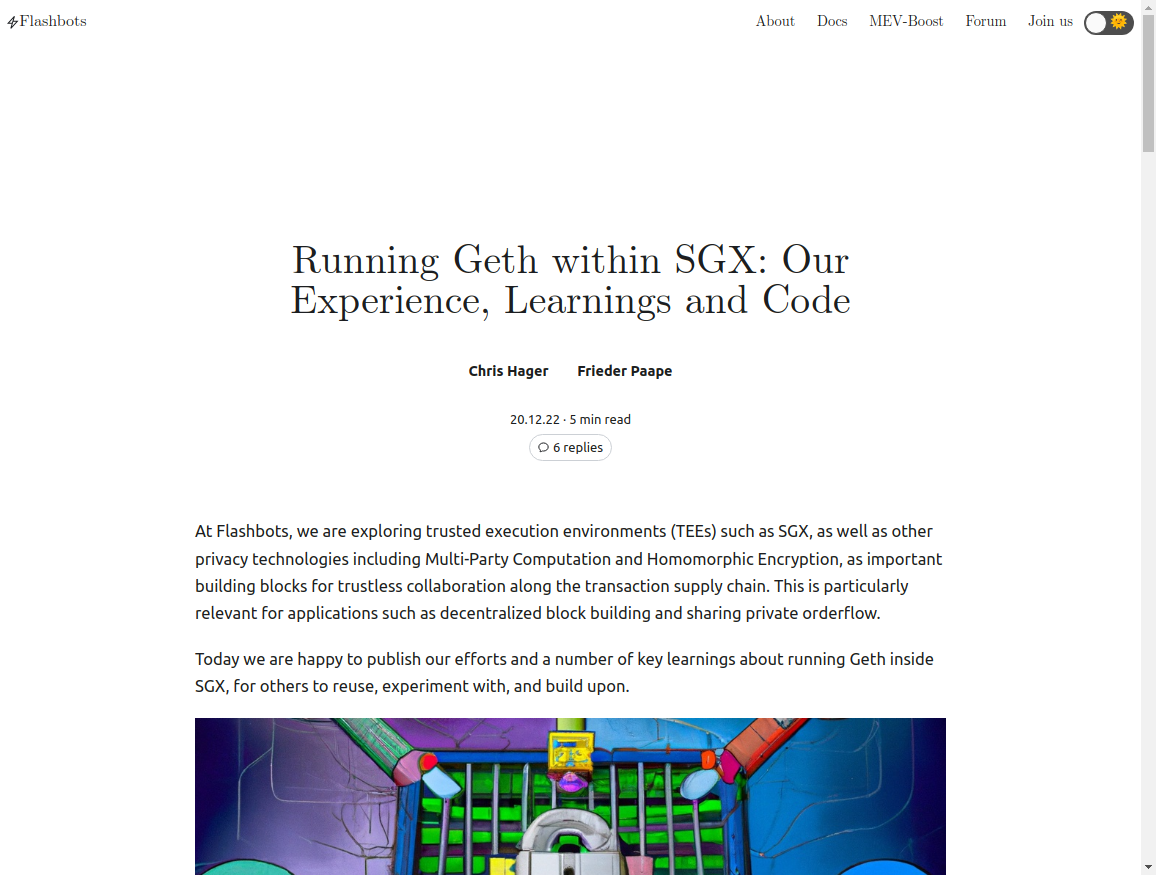 Flashbots
About Docs MEV-Boost Forum Join us
Running Geth within SGX: Our
Experience, Learnings and Code
Chris Hager Frieder Paape
20.12.22 · 5 min read
6 replies
At Flashbots, we are exploring trusted execution environments (TEEs) such as SGX, as well as other
privacy technologies including Multi-Party Computation and Homomorphic Encryption, as important
building blocks for trustless collaboration along the transaction supply chain. This is particularly
relevant for applications such as decentralized block building and sharing private orderflow.
Today we are happy to publish our efforts and a number of key learnings about running Geth inside
SGX, for others to reuse, experiment with, and build upon.